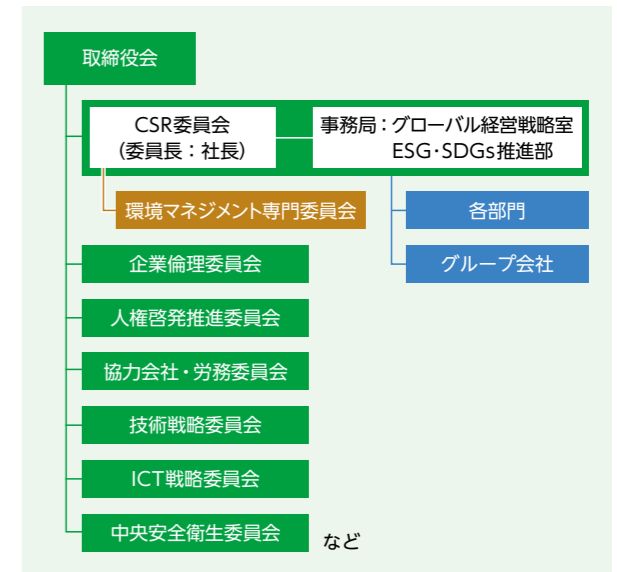 取締役会
CSR委員会
（委員長：社長）
事務局：グローバル経営戦略室
ESG・SDGs推進部
環境マネジメント専門委員会
各部門
企業倫理委員会
グループ会社
人権啓発推進委員会
協力会社・労務委員会
技術戦略委員会
ICT戦略委員会
中央安全衛生委員会
など